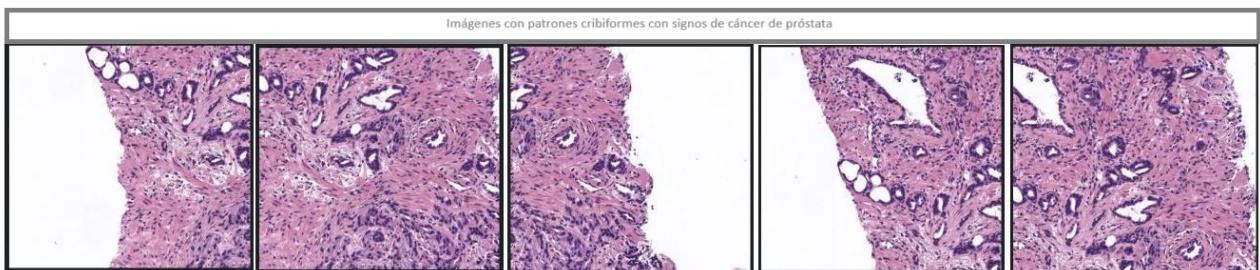 Imágenes con patrones cribiformes con signos de cáncer de próstata